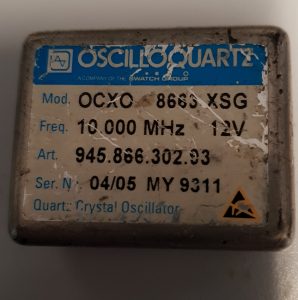 OSCILLOQUARTZ
A COMPANY OF THE SWATCH GROUP
Mod. OCXO 8663 XSG
Freq. 10.000 MHz 12V
Art. 945.866.302.93
Ser. N° 04/05 MY 9311
Quartz Crystal Oscillator